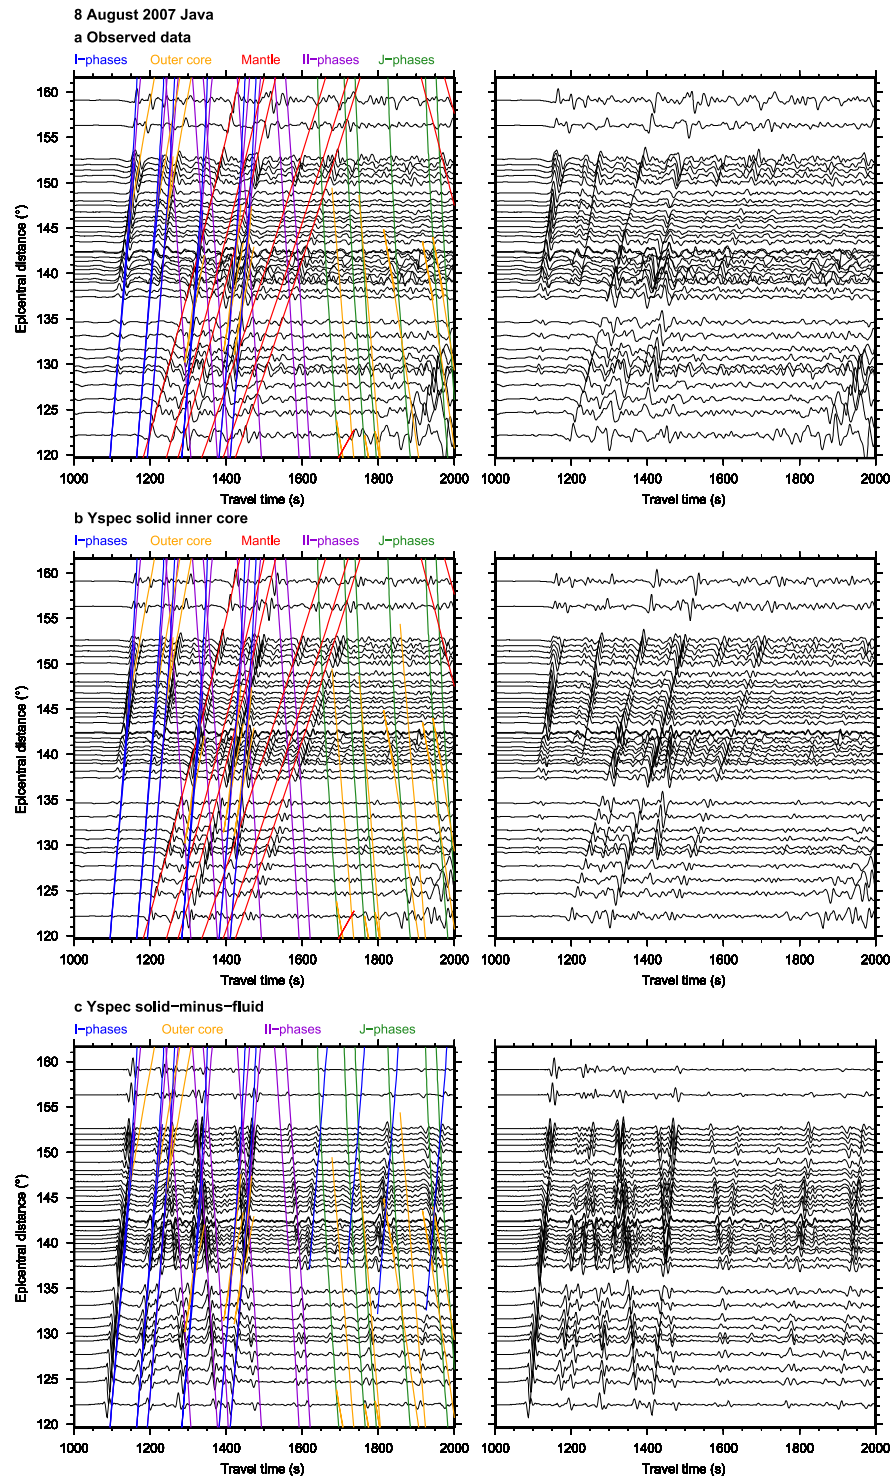 8 August 2007 Java
a Observed data
I−phases Outer core Mantle II−phases J−phases
160
155
150
145
140
135
130
125
120
Epicentral distance (°)
1000 1200 1400 1600 1800 2000
Travel time (s)
1000 1200 1400 1600 1800 2000
Travel time (s)
b Yspec solid inner core
I−phases Outer core Mantle II−phases J−phases
160
155
150
145
140
135
130
125
120
Epicentral distance (°)
1000 1200 1400 1600 1800 2000
Travel time (s)
1000 1200 1400 1600 1800 2000
Travel time (s)
c Yspec solid−minus−fluid
I−phases Outer core II−phases J−phases
160
155
150
145
140
135
130
125
120
Epicentral distance (°)
1000 1200 1400 1600 1800 2000
Travel time (s)
1000 1200 1400 1600 1800 2000
Travel time (s)